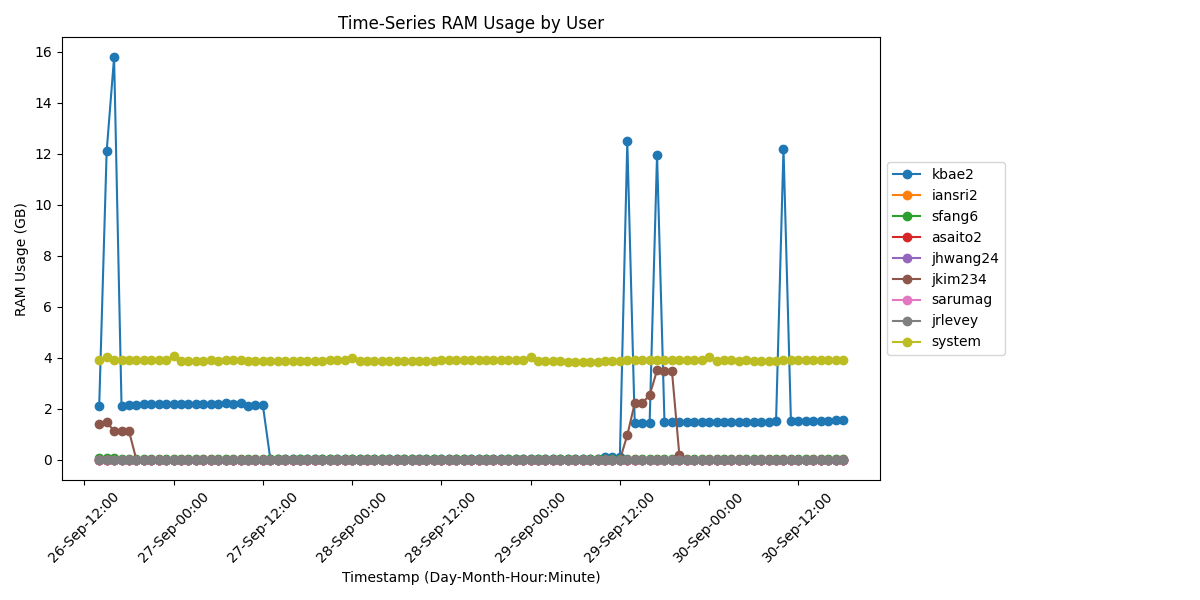 Time-Series RAM Usage by User
RAM Usage (GB)
16
14
12
10
8
6
4
2
0
26-Sep-12:00
27-Sep-00:00
27-Sep-12:00
28-Sep-00:00
28-Sep-12:00
29-Sep-00:00
29-Sep-12:00
30-Sep-00:00
30-Sep-12:00
Timestamp (Day-Month-Hour:Minute)
kbae2
iansri2
sfang6
asaito2
jhwang24
jkim234
sarumag
jrlevey
system